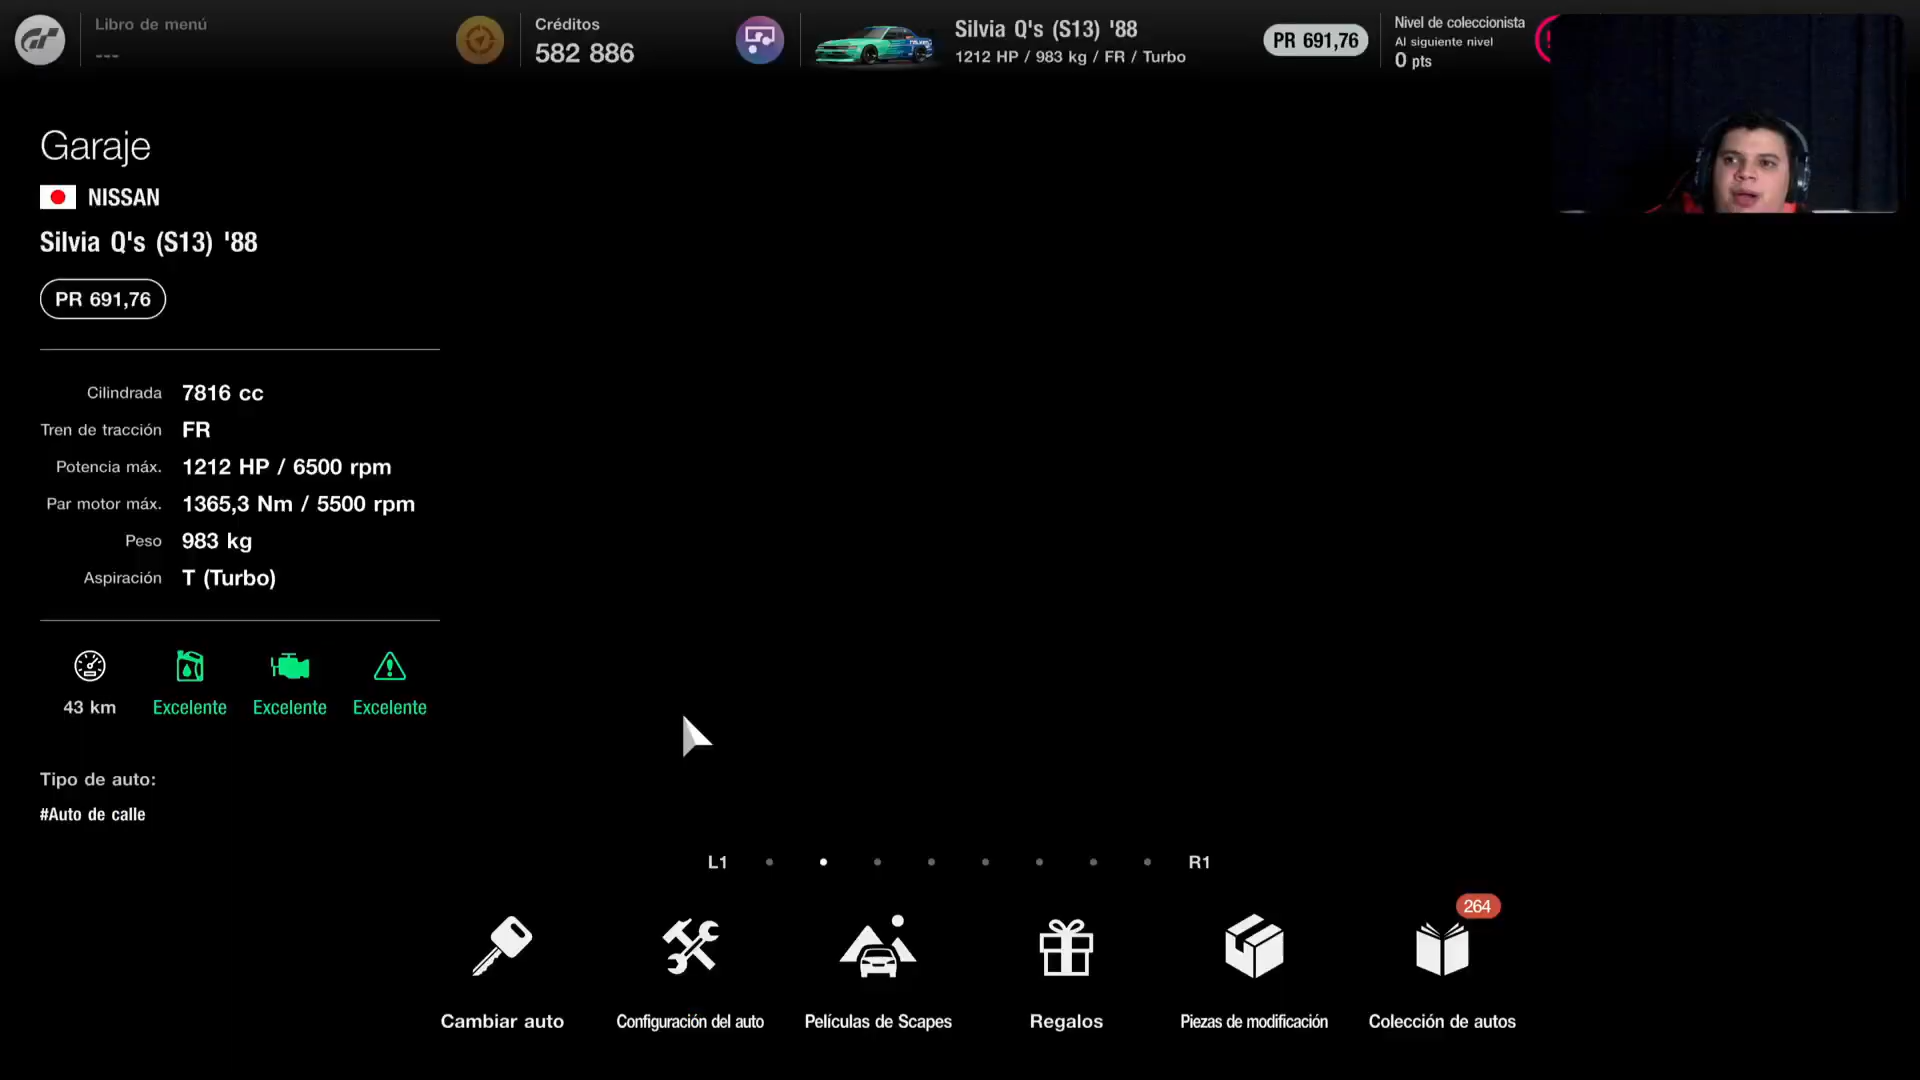 Libro de menú
---
Créditos
582 886
Silvia Q's (S13) '88
1212 HP / 983 kg / FR / Turbo
PR 691,76
Nivel de coleccionista
Al siguiente nivel
0 pts
Garaje
NISSAN
Silvia Q's (S13) '88
PR 691,76
Cilindrada 7816 cc
Tren de tracción FR
Potencia máx. 1212 HP / 6500 rpm
Par motor máx. 1365,3 Nm / 5500 rpm
Peso 983 kg
Aspiración T (Turbo)
43 km
Excelente
Excelente
Excelente
Tipo de auto:
#Auto de calle
L1
R1
264
Cambiar auto
Configuración del auto
Películas de Scapes
Regalos
Piezas de modificación
Colección de autos